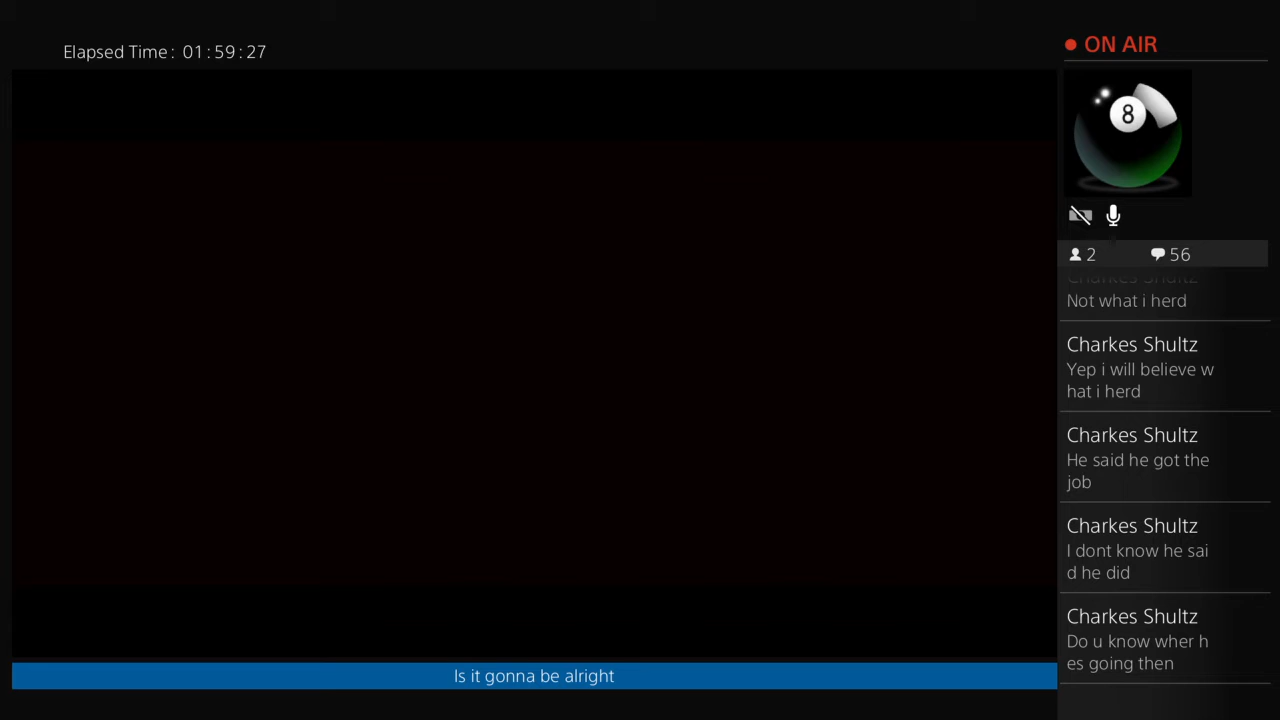 Elapsed Time: 01:59:27
ON AIR
8
2 56
Charkes Shultz
Not what i herd
Charkes Shultz
Yep i will believe w
hat i herd
Charkes Shultz
He said he got the
job
Charkes Shultz
I dont know he sai
d he did
Charkes Shultz
Do u know wher h
es going then
Is it gonna be alright